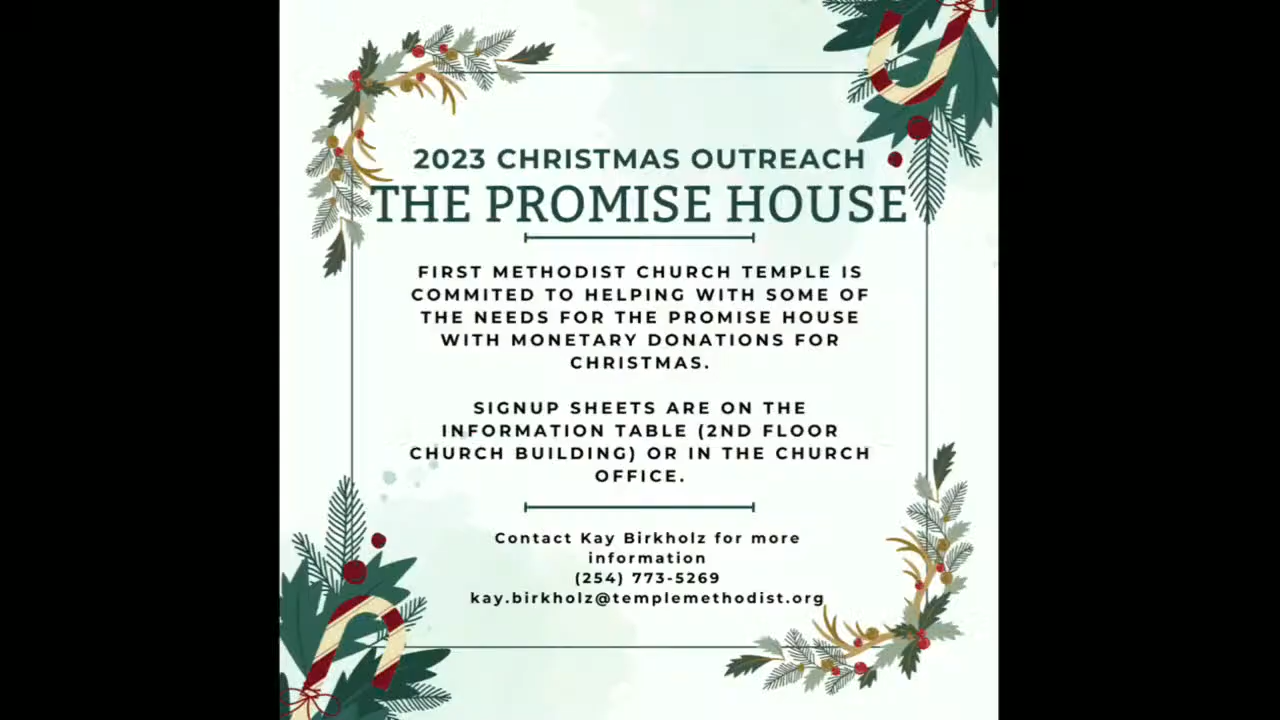 2023 CHRISTMAS OUTREACH
THE PROMISE HOUSE
FIRST METHODIST CHURCH TEMPLE IS
COMMITED TO HELPING WITH SOME OF
THE NEEDS FOR THE PROMISE HOUSE
WITH MONETARY DONATIONS FOR
CHRISTMAS.
SIGNUP SHEETS ARE ON THE
INFORMATION TABLE (2ND FLOOR
CHURCH BUILDING) OR IN THE CHURCH
OFFICE.
Contact Kay Birkholz for more
information
(254) 773-5269
kay.birkholz@templemethodist.org